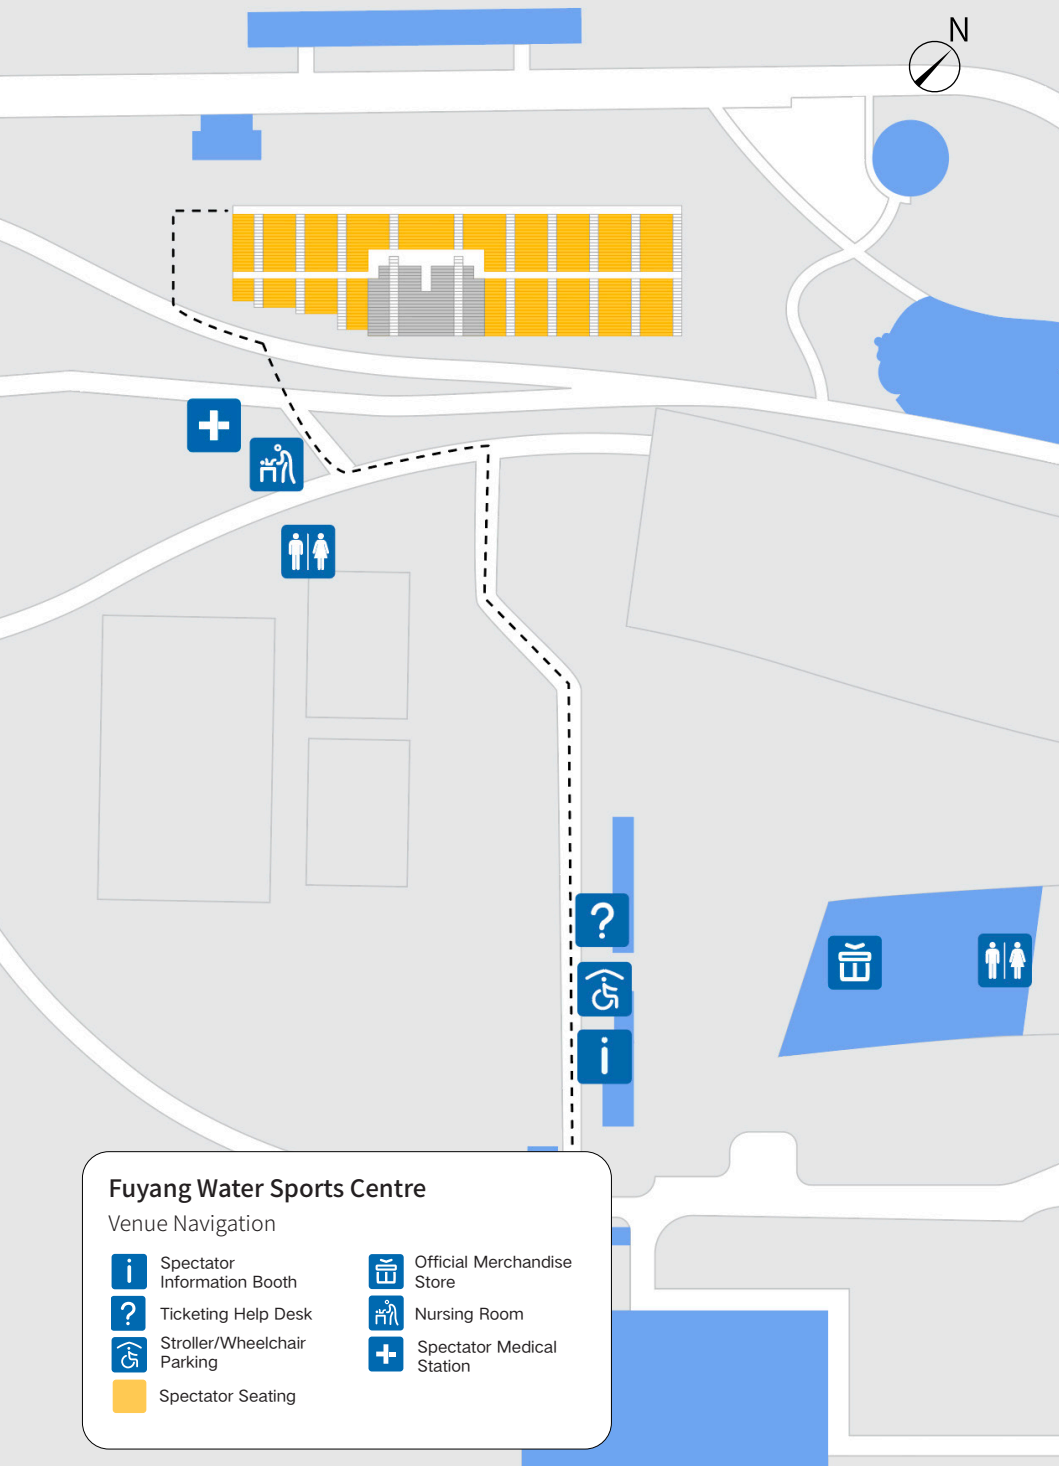 N
Fuyang Water Sports Centre
Venue Navigation
Spectator
Information Booth
Ticketing Help Desk
Stroller/Wheelchair
Parking
Spectator Seating
Official Merchandise
Store
Nursing Room
Spectator Medical
Station